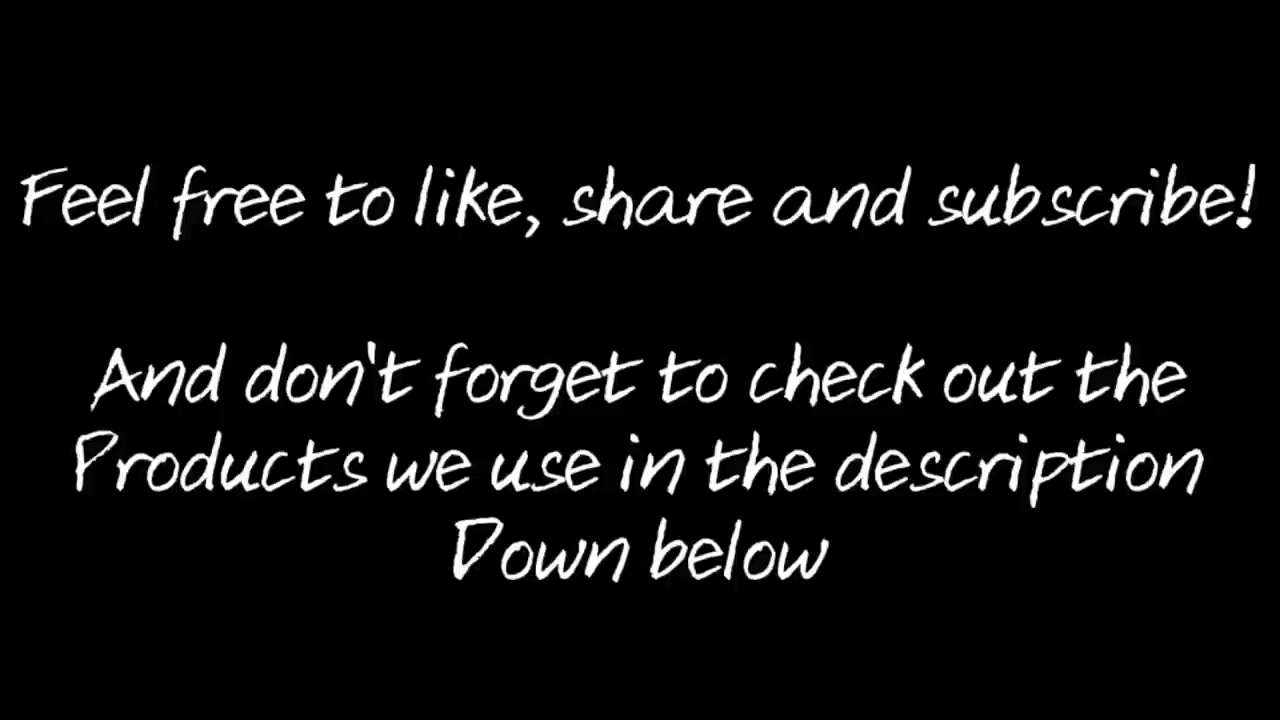 Feel free to like, share and subscribe!
And don't forget to check out the
Products we use in the description
Down below